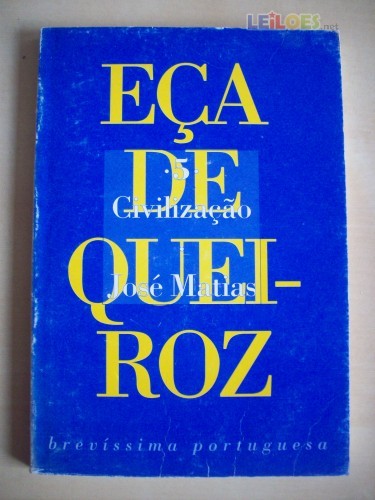 LEiLOES.net
EÇA
DE
·5·
Civilização
QUEI-
José Matias
ROZ
brevíssima portuguesa